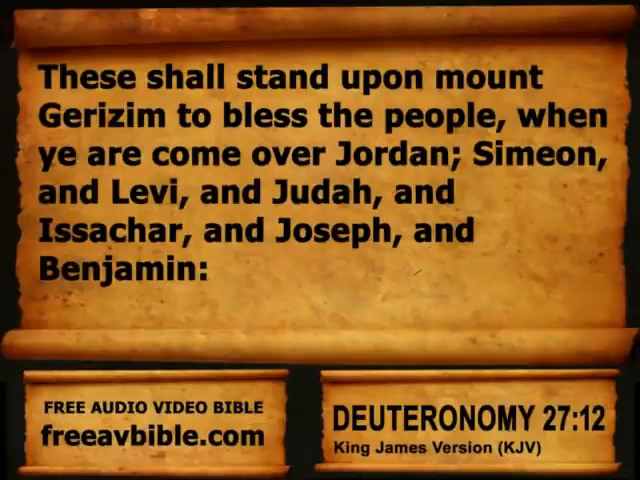 These shall stand upon mount
Gerizim to bless the people, when
ye are come over Jordan; Simeon,
and Levi, and Judah, and
Issachar, and Joseph, and
Benjamin:
FREE AUDIO VIDEO BIBLE
freeavbible.com
DEUTERONOMY 27:12
King James Version (KJV)